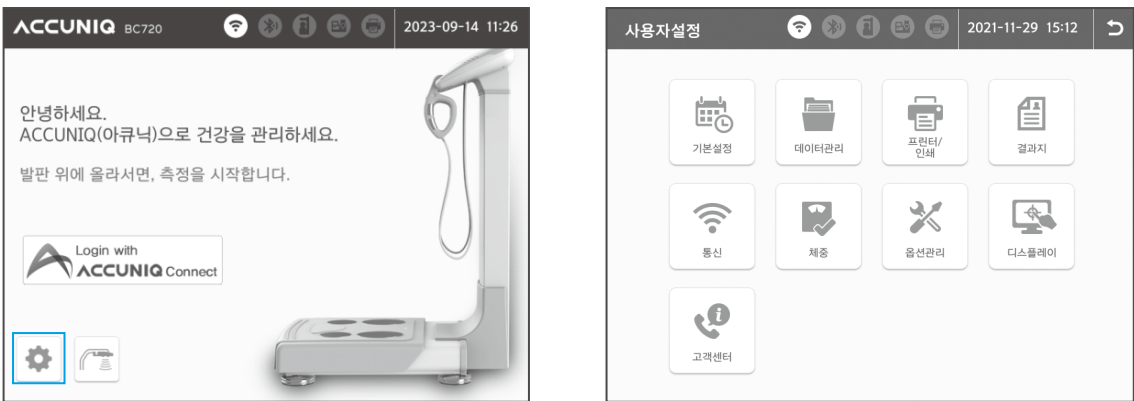 ACCUNIQ BC720
2023-09-14 11:26
안녕하세요.
ACCUNIQ(아큐닉)으로 건강을 관리하세요.
발판 위에 올라서면, 측정을 시작합니다.
Login with
ACCUNIQ Connect
사용자설정
2021-11-29 15:12
기본설정
데이터관리
프린터/
인쇄
결과지
통신
체중
옵션관리
디스플레이
고객센터